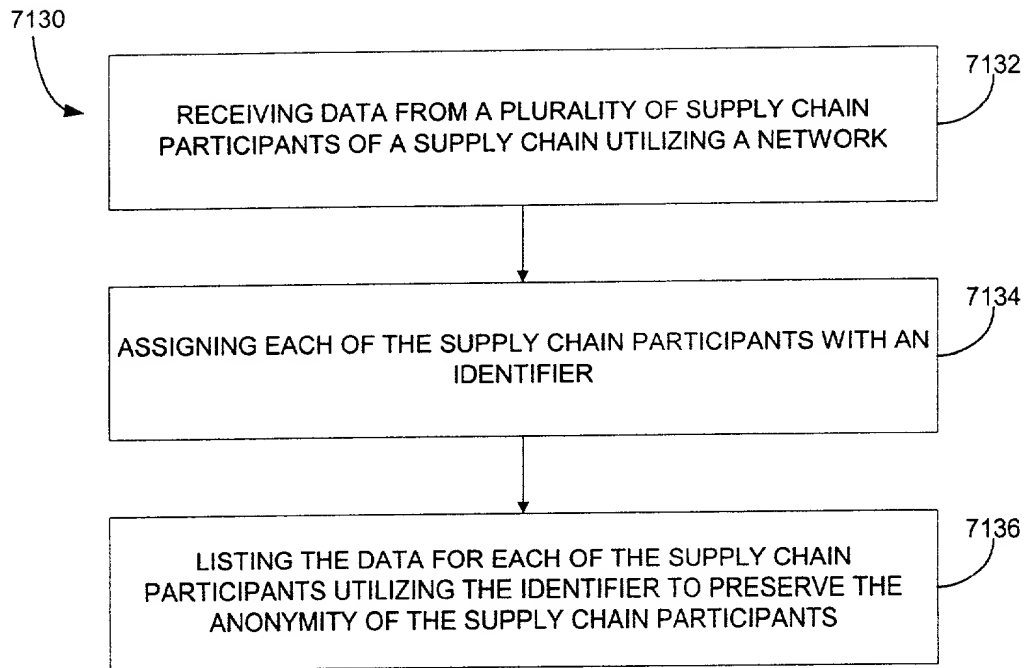 7130
7132
RECEIVING DATA FROM A PLURALITY OF SUPPLY CHAIN
PARTICIPANTS OF A SUPPLY CHAIN UTILIZING A NETWORK
7134
ASSIGNING EACH OF THE SUPPLY CHAIN PARTICIPANTS WITH AN
IDENTIFIER
7136
LISTING THE DATA FOR EACH OF THE SUPPLY CHAIN
PARTICIPANTS UTILIZING THE IDENTIFIER TO PRESERVE THE
ANONYMITY OF THE SUPPLY CHAIN PARTICIPANTS